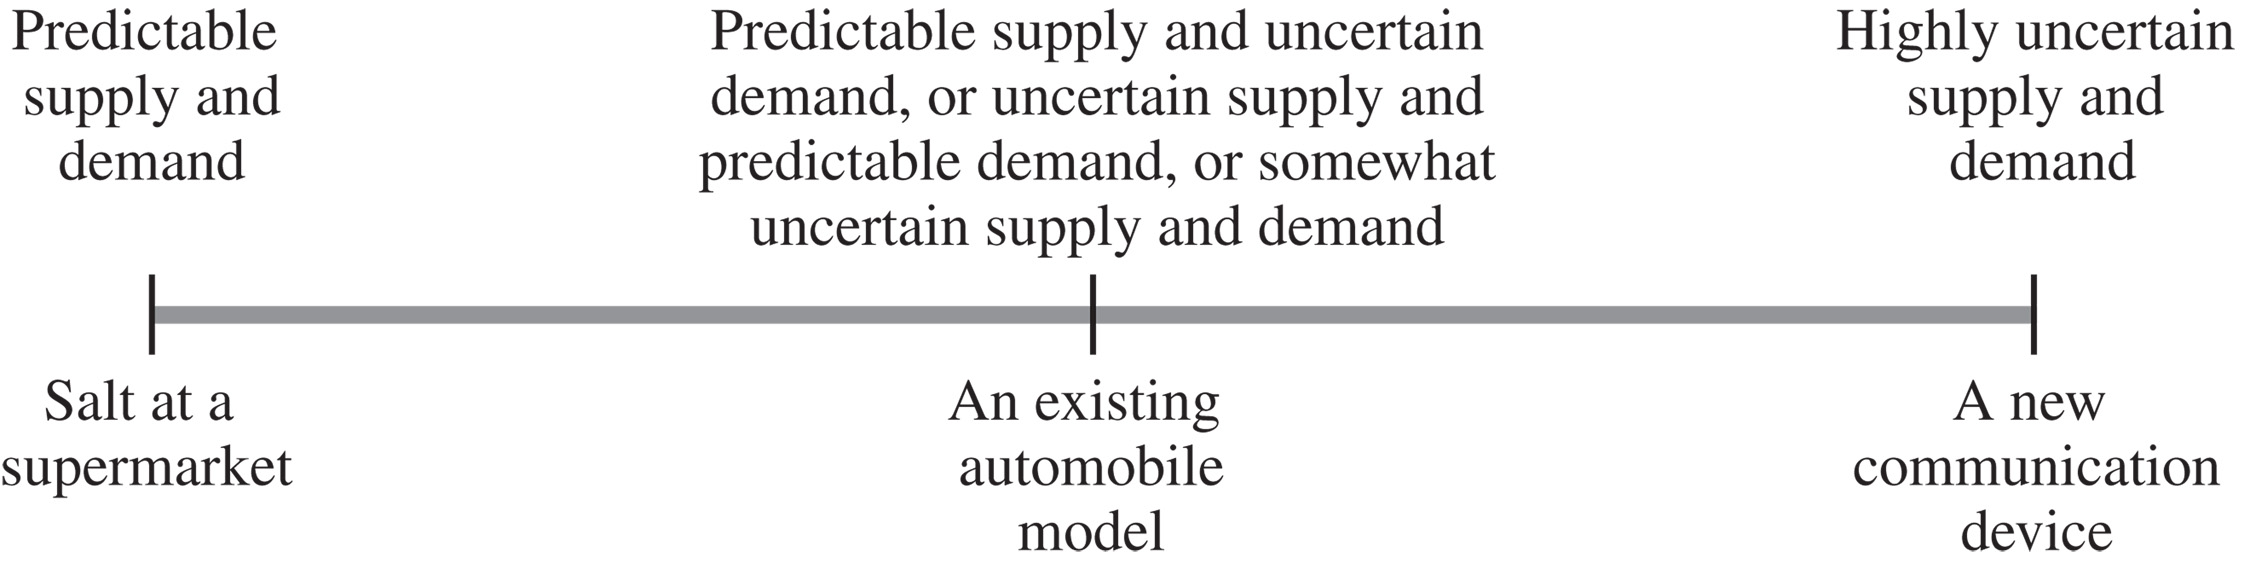 Predictable
supply and
demand
Predictable supply and uncertain
demand, or uncertain supply and
predictable demand, or somewhat
uncertain supply and demand
Highly uncertain
supply and
demand
Salt at a
supermarket
An existing
automobile
model
A new
communication
device